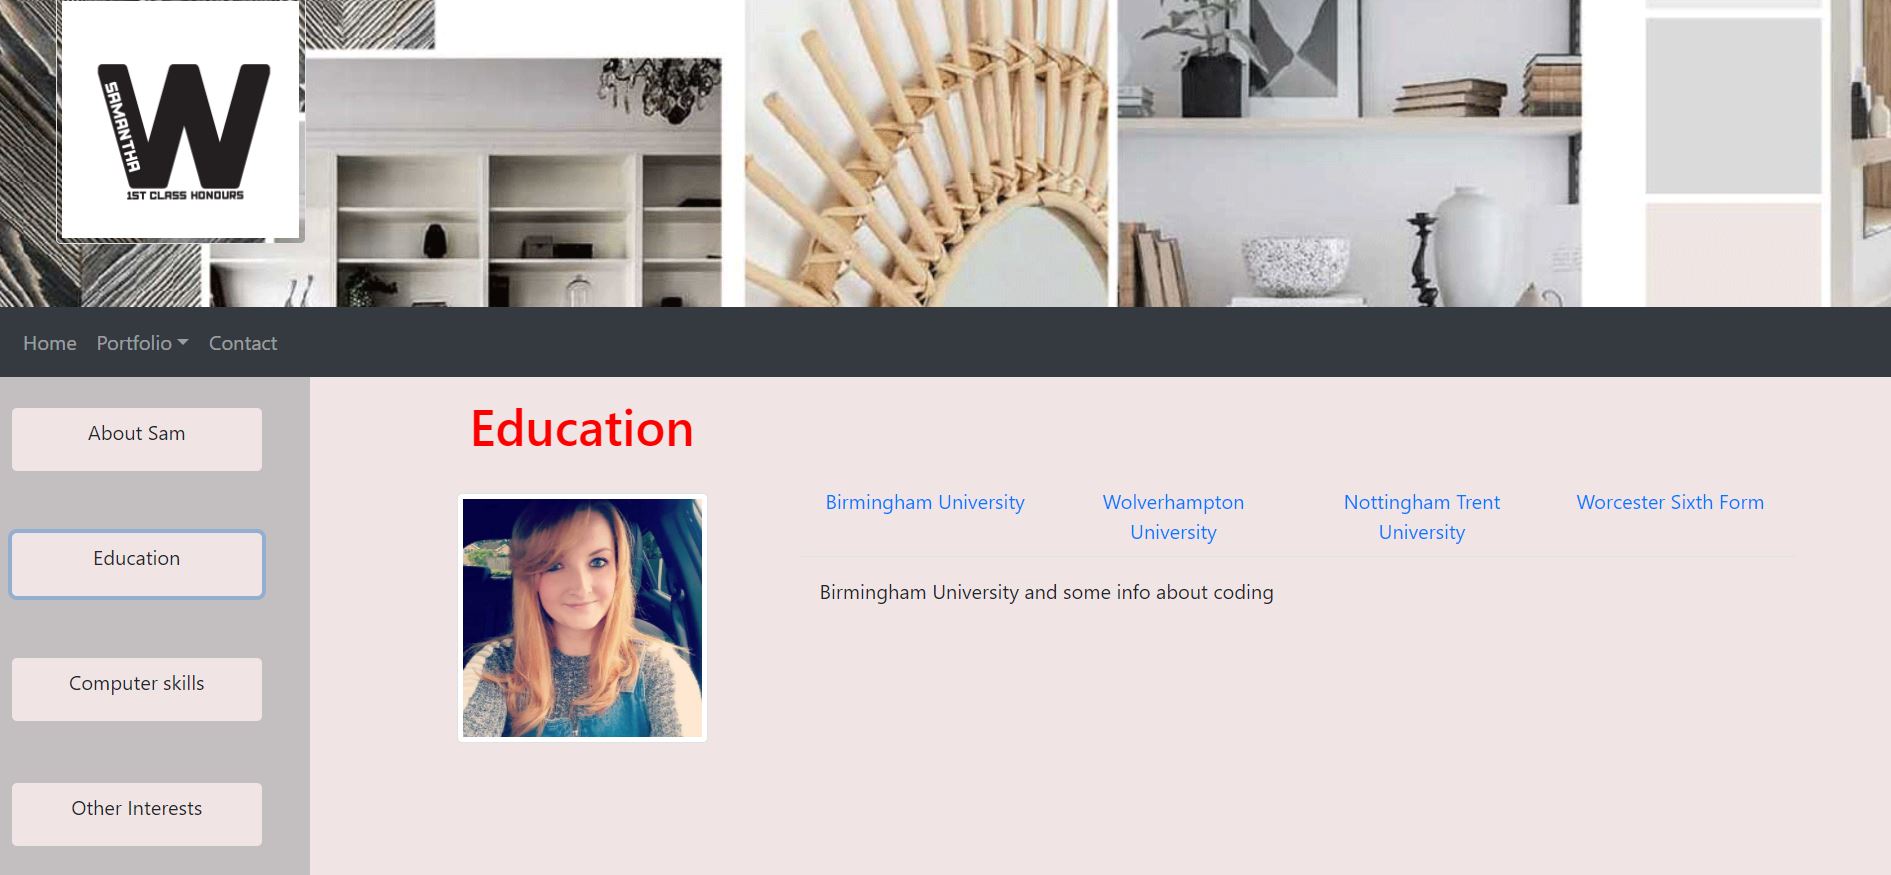 W
SAMANTHA
1ST CLASS HONOURS
Home Portfolio Contact
About Sam
Education
Computer skills
Other Interests
Education
Birmingham University
Wolverhampton
University
Nottingham Trent
University
Worcester Sixth Form
Birmingham University and some info about coding